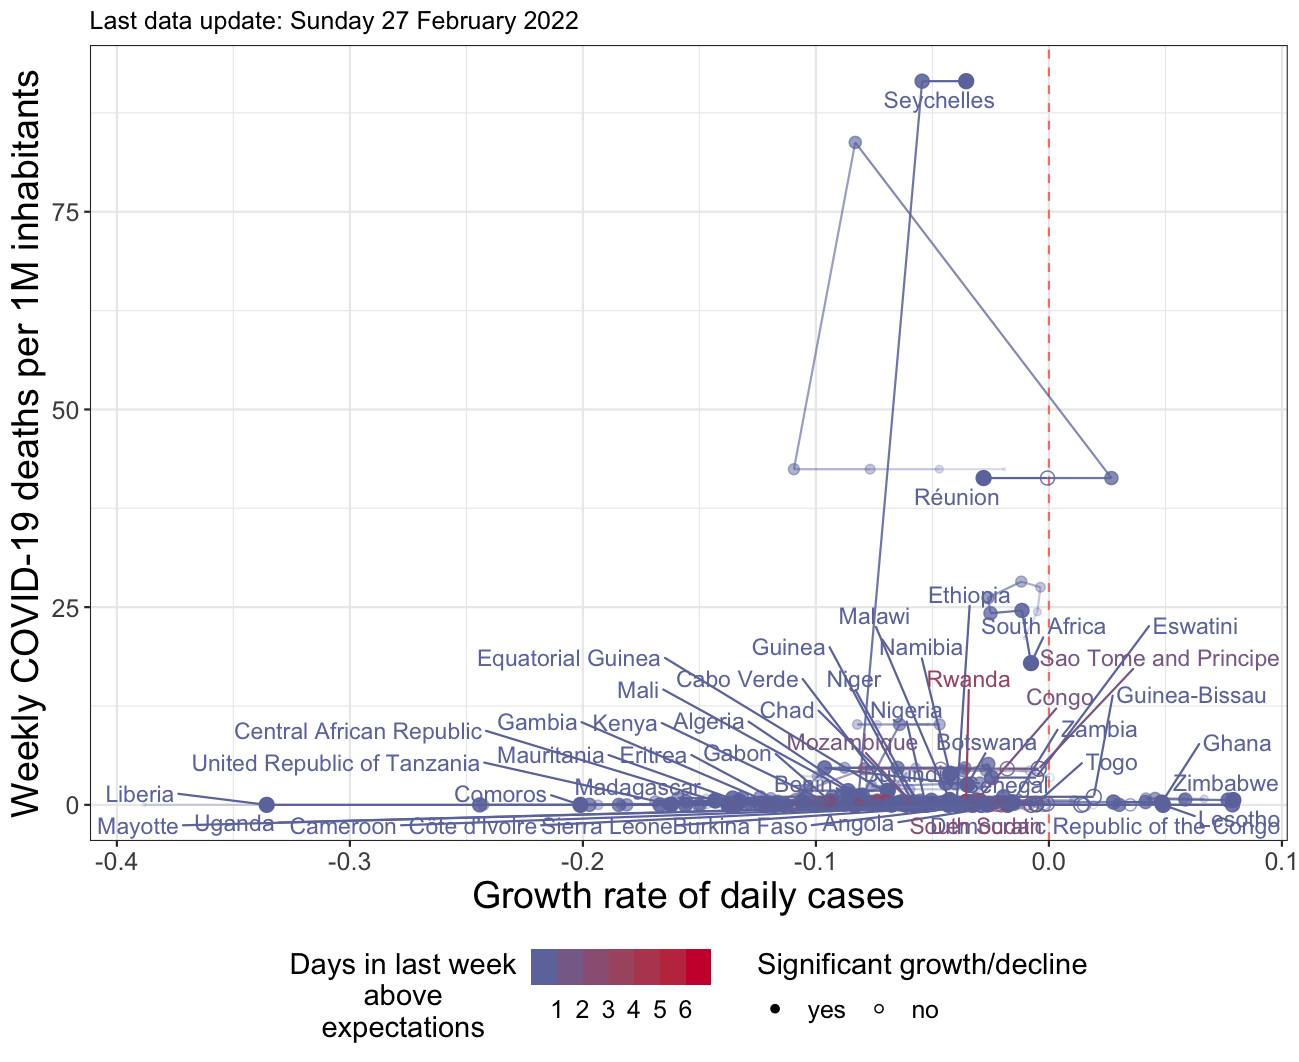 Last data update: Sunday 27 February 2022
Weekly COVID-19 deaths per 1M inhabitants
75
50
25
0
Seychelles
Réunion
Ethiopia
Malawi
South Africa
Eswatini
Guinea
Namibia
Equatorial Guinea
Sao Tome and Principe
Cabo Verde
Niger
Rwanda
Mali
Congo
Guinea-Bissau
Chad
Nigeria
Gambia
Kenya
Algeria
Central African Republic
Zambia
Mozambique
Botswana
Ghana
Mauritania
Eritrea
Gabon
United Republic of Tanzania
Togo
Burundi
Benin
Senegal
Zimbabwe
Madagascar
Liberia
Comoros
Lesotho
Mayotte
Uganda
Cameroon
Côte d'Ivoire
Sierra Leone
Burkina Faso
Angola
South Sudan
Democratic Republic of the Congo
-0.4
-0.3
-0.2
-0.1
0.0
0.1
Growth rate of daily cases
Days in last week
above
expectations
1 2 3 4 5 6
Significant growth/decline
yes
no